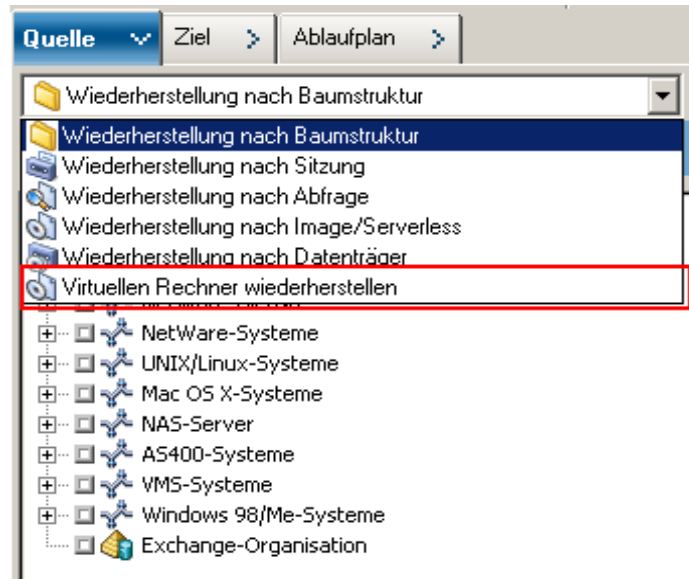 Quelle Ziel Ablaufplan
Wiederherstellung nach Baumstruktur
Wiederherstellung nach Baumstruktur
Wiederherstellung nach Sitzung
Wiederherstellung nach Abfrage
Wiederherstellung nach Image/Serverless
Wiederherstellung nach Datenträger
Virtuellen Rechner wiederherstellen
NetWare-Systeme
UNIX/Linux-Systeme
Mac OS X-Systeme
NAS-Server
AS400-Systeme
VMS-Systeme
Windows 98/Me-Systeme
Exchange-Organisation